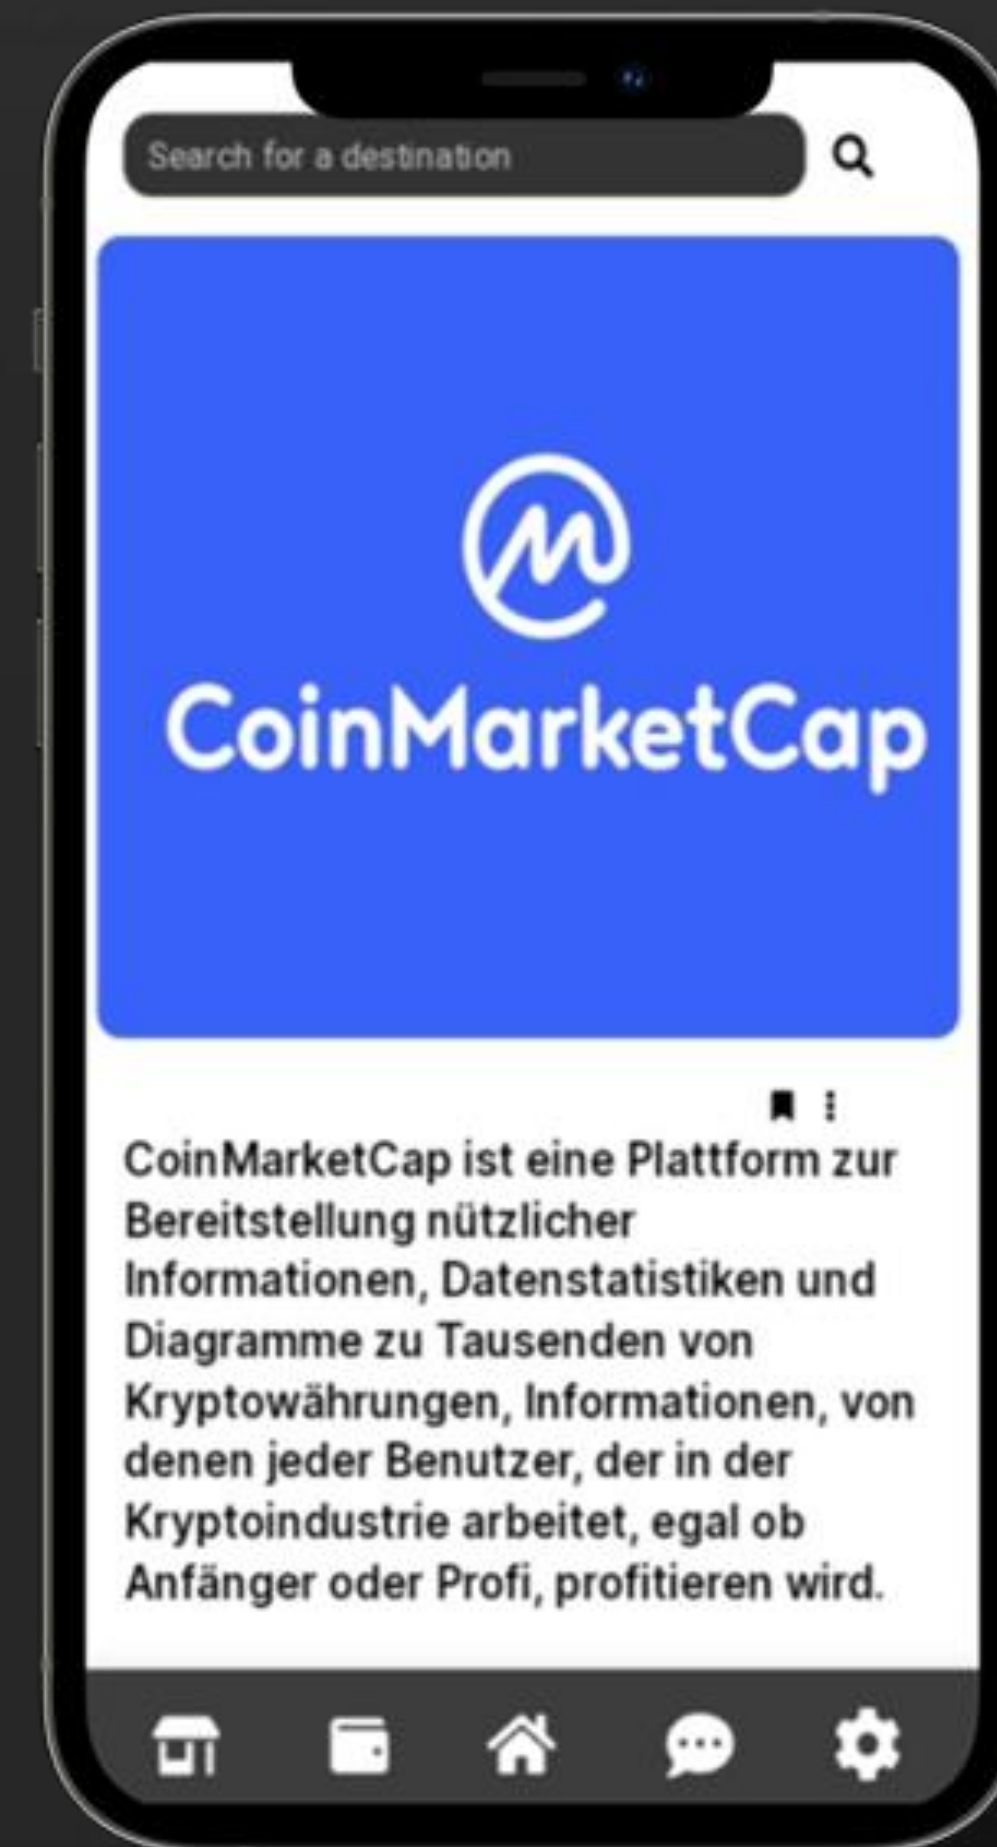 Search for a destination
CoinMarketCap
CoinMarketCap ist eine Plattform zur
Bereitstellung nützlicher
Informationen, Datenstatistiken und
Diagramme zu Tausenden von
Kryptowährungen, Informationen, von
denen jeder Benutzer, der in der
Kryptoindustrie arbeitet, egal ob
Anfänger oder Profi, profitieren wird.